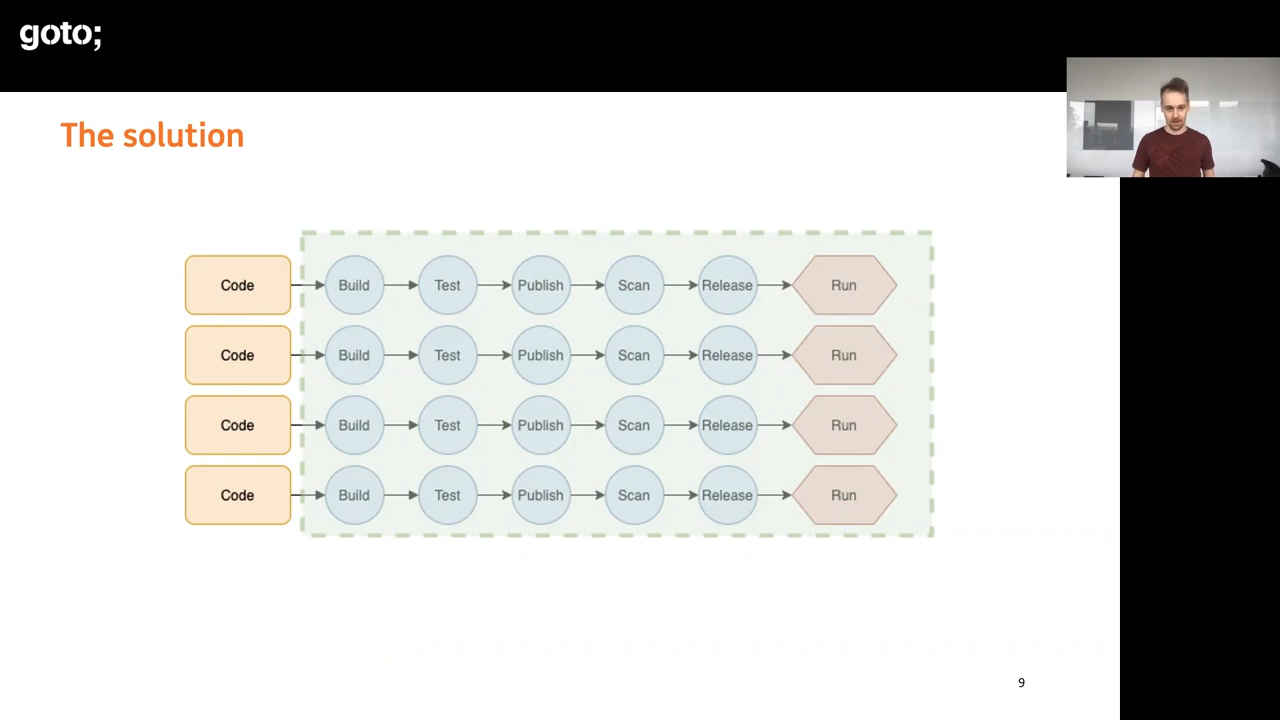 goto;
The solution
Code Build Test Publish Scan Release Run
Code Build Test Publish Scan Release Run
Code Build Test Publish Scan Release Run
Code Build Test Publish Scan Release Run
9